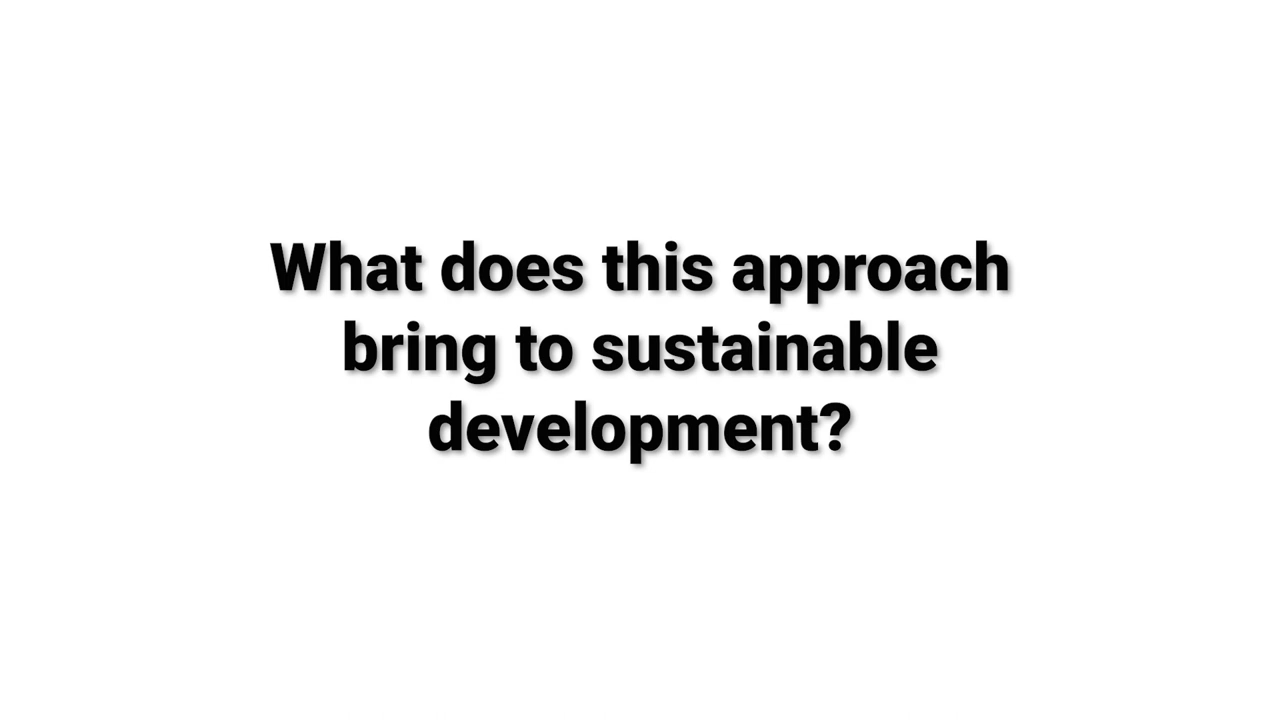 What does this approach
bring to sustainable
development?